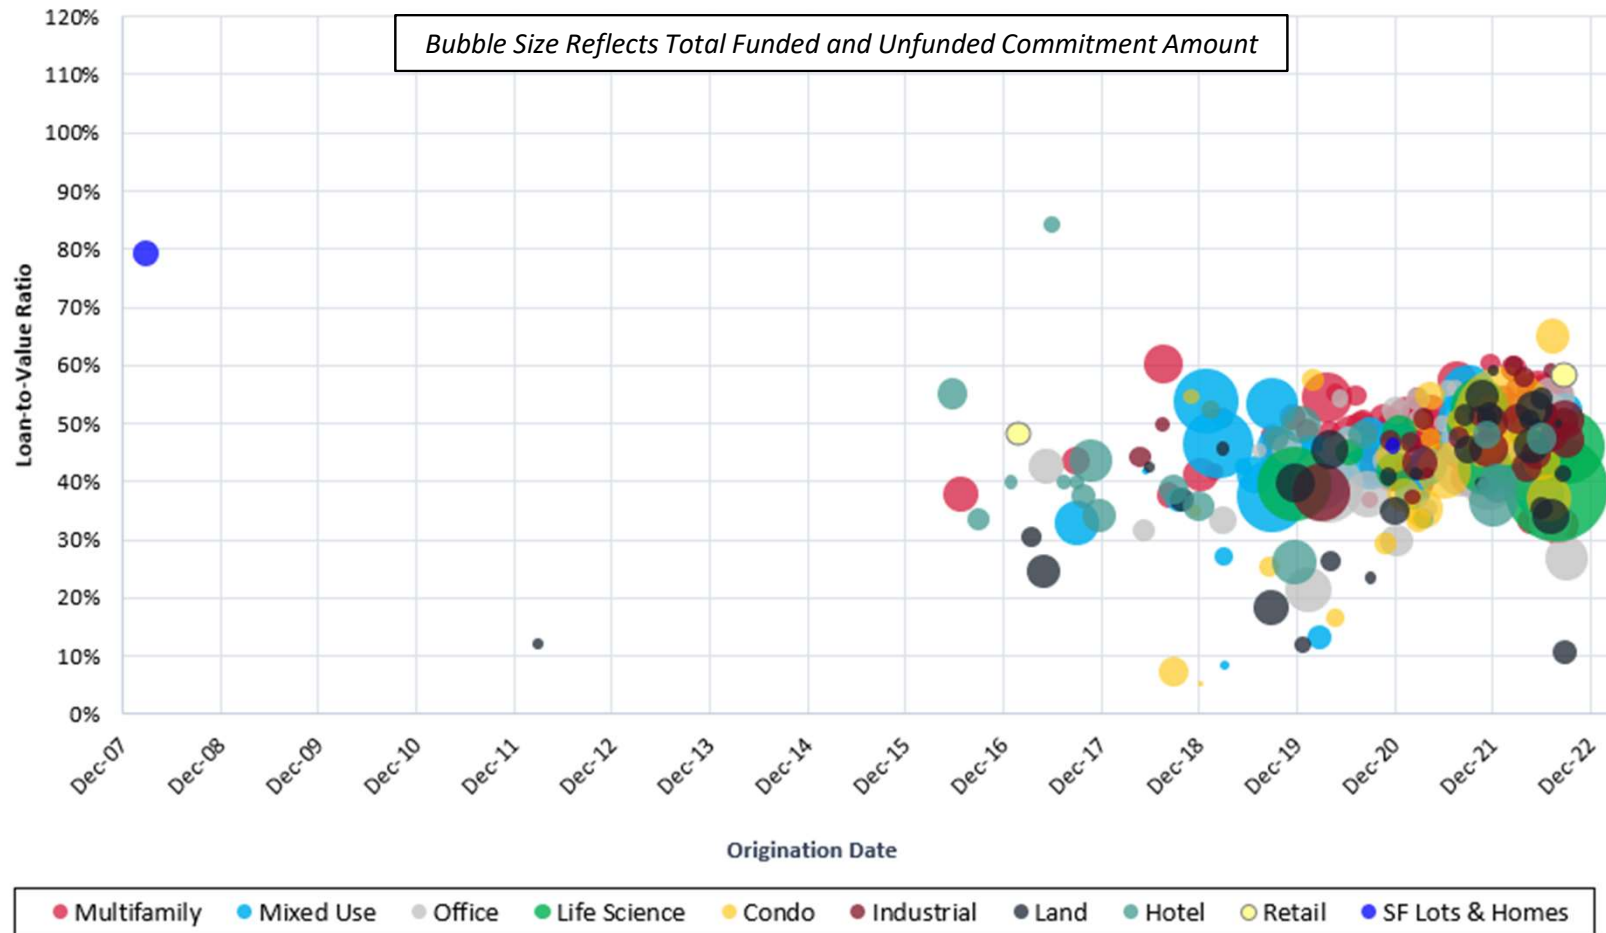 Bubble Size Reflects Total Funded and Unfunded Commitment Amount
120%
110%
100%
90%
80%
70%
60%
50%
40%
30%
20%
10%
0%
Loan-to-Value Ratio
Dec-07
Dec-08
Dec-09
Dec-10
Dec-11
Dec-12
Dec-13
Dec-14
Dec-15
Dec-16
Dec-17
Dec-18
Dec-19
Dec-20
Dec-21
Dec-22
Origination Date
Multifamily
Mixed Use
Office
Life Science
Condo
Industrial
Land
Hotel
Retail
SF Lots & Homes